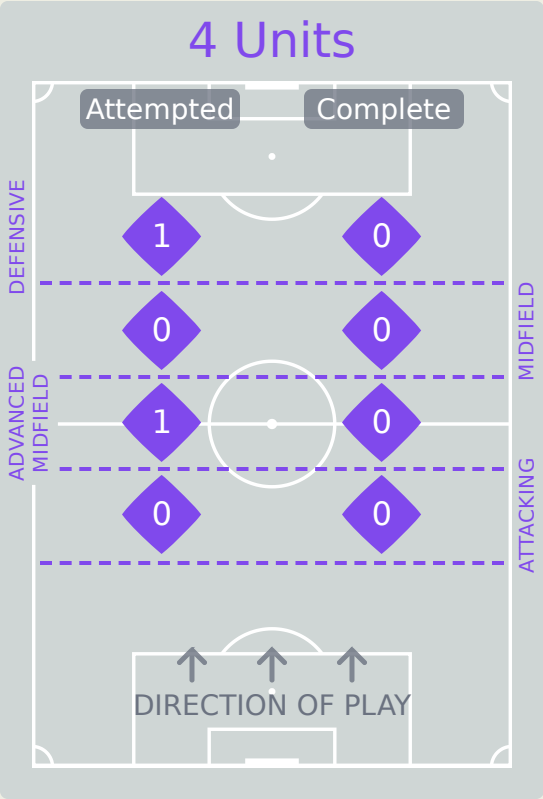 4 Units
Attempted Complete
DEFENSIVE
1 0
MIDFIELD
0 0
ADVANCED
MIDFIELD
1 0
ATTACKING
0 0
DIRECTION OF PLAY